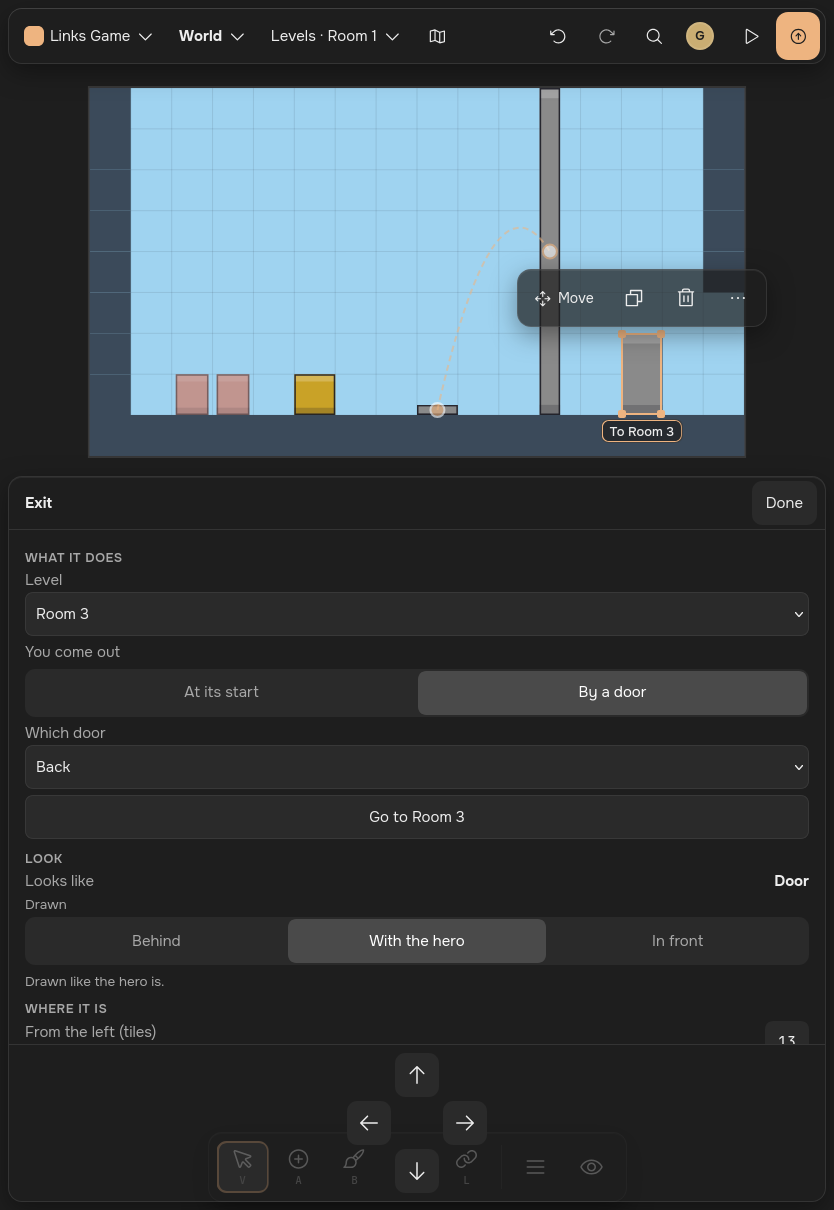 Links Game World Levels · Room 1 G
Move ...
To Room 3
Exit Done
WHAT IT DOES
Level
Room 3
You come out
At its start By a door
Which door
Back
Go to Room 3
LOOK
Looks like Door
Drawn
Behind With the hero In front
Drawn like the hero is.
WHERE IT IS
From the left (tiles) 13
V A B L